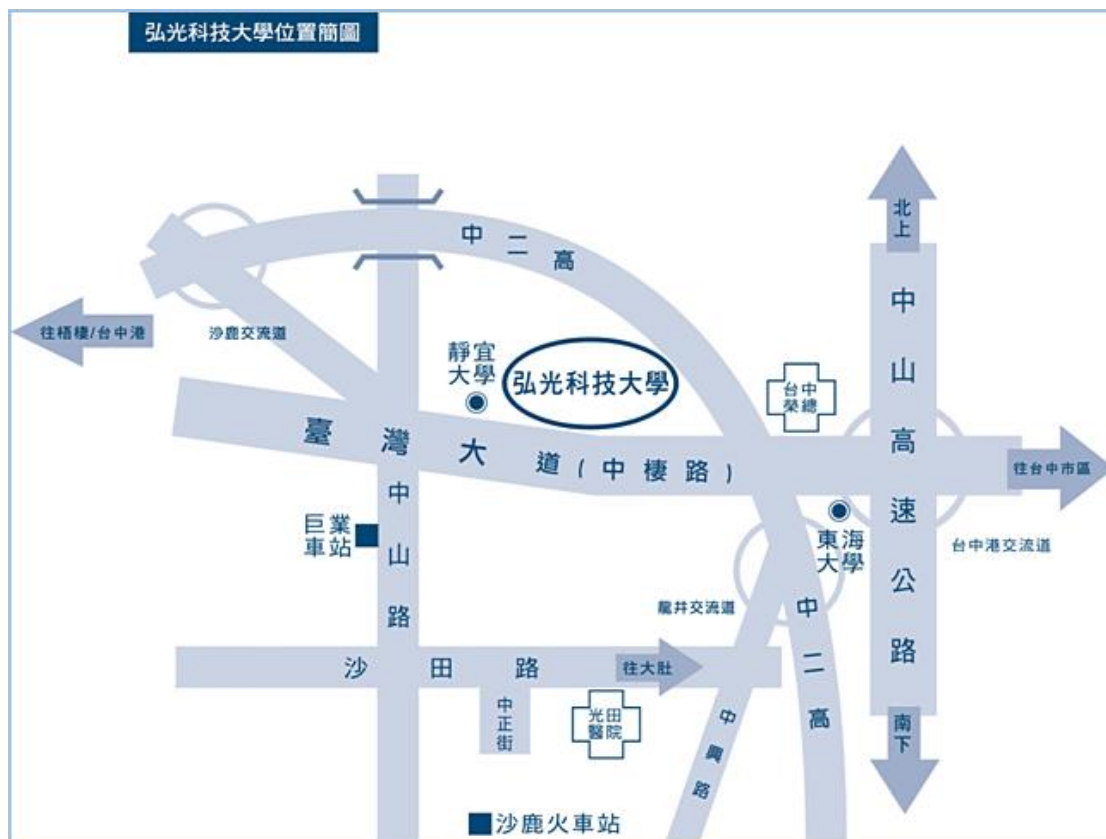 弘光科技大學位置簡圖
北上
中二高
中山高速公路
往梧棲/台中港
沙鹿交流道
靜宜
大學
弘光科技大學
台中
榮總
臺灣大道(中棲路)
往台中市區
中山路
巨業
車站
東海
大學
台中港交流道
龍井交流道
中二高
沙田路
往大肚
中正街
光田
醫院
中興路
南下
沙鹿火車站